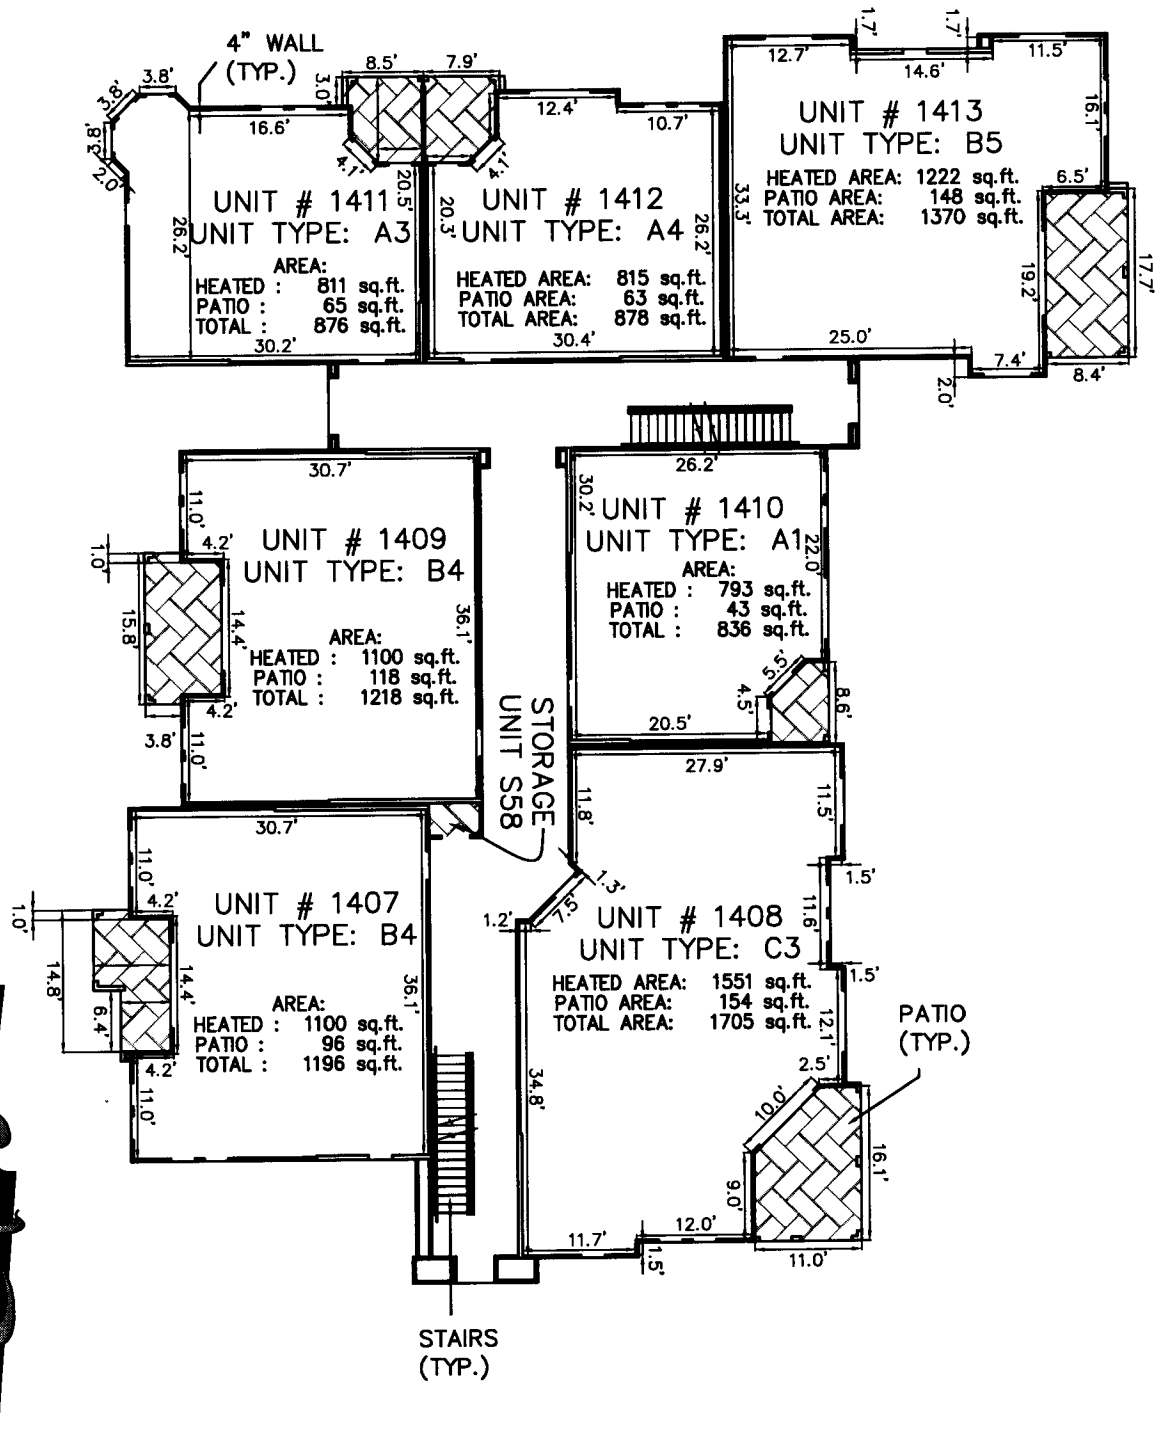 4" WALL
(TYP.)
3.8'
3.8'
3.8'
2.0'
16.6'
3.0'
8.5'
7.9'
4.1'
4.1'
12.4'
10.7'
26.2'
20.5'
UNIT # 1411
UNIT TYPE: A3
AREA:
HEATED : 811 sq.ft.
PATIO : 65 sq.ft.
TOTAL : 876 sq.ft.
30.2'
20.3'
26.2'
UNIT # 1412
UNIT TYPE: A4
HEATED AREA: 815 sq.ft.
PATIO AREA: 63 sq.ft.
TOTAL AREA: 878 sq.ft.
30.4'
12.7'
1.7'
1.7'
14.6'
11.5'
16.1'
33.3'
UNIT # 1413
UNIT TYPE: B5
HEATED AREA: 1222 sq.ft.
PATIO AREA: 148 sq.ft.
TOTAL AREA: 1370 sq.ft.
6.5'
19.2'
17.7'
25.0'
7.4'
2.0'
8.4'
30.7'
11.0'
4.2'
1.0'
UNIT # 1409
UNIT TYPE: B4
15.8'
14.4'
36.1'
AREA:
HEATED : 1100 sq.ft.
PATIO : 118 sq.ft.
TOTAL : 1218 sq.ft.
4.2'
3.8'
11.0'
26.2'
30.2'
22.0'
UNIT # 1410
UNIT TYPE: A1
AREA:
HEATED : 793 sq.ft.
PATIO : 43 sq.ft.
TOTAL : 836 sq.ft.
5.5'
4.5'
8.6'
20.5'
STORAGE
UNIT S58
30.7'
11.0'
4.2'
1.0'
UNIT # 1407
UNIT TYPE: B4
14.8'
14.4'
6.4'
36.1'
AREA:
HEATED : 1100 sq.ft.
PATIO : 96 sq.ft.
TOTAL : 1196 sq.ft.
4.2'
11.0'
27.9'
11.8'
11.5'
1.3'
7.5'
1.2'
1.5'
11.6'
1.5'
UNIT # 1408
UNIT TYPE: C3
HEATED AREA: 1551 sq.ft.
PATIO AREA: 154 sq.ft.
TOTAL AREA: 1705 sq.ft.
12.1'
2.5'
34.8'
10.0'
9.0'
16.1'
11.7'
12.0'
1.5'
11.0'
PATIO
(TYP.)
STAIRS
(TYP.)